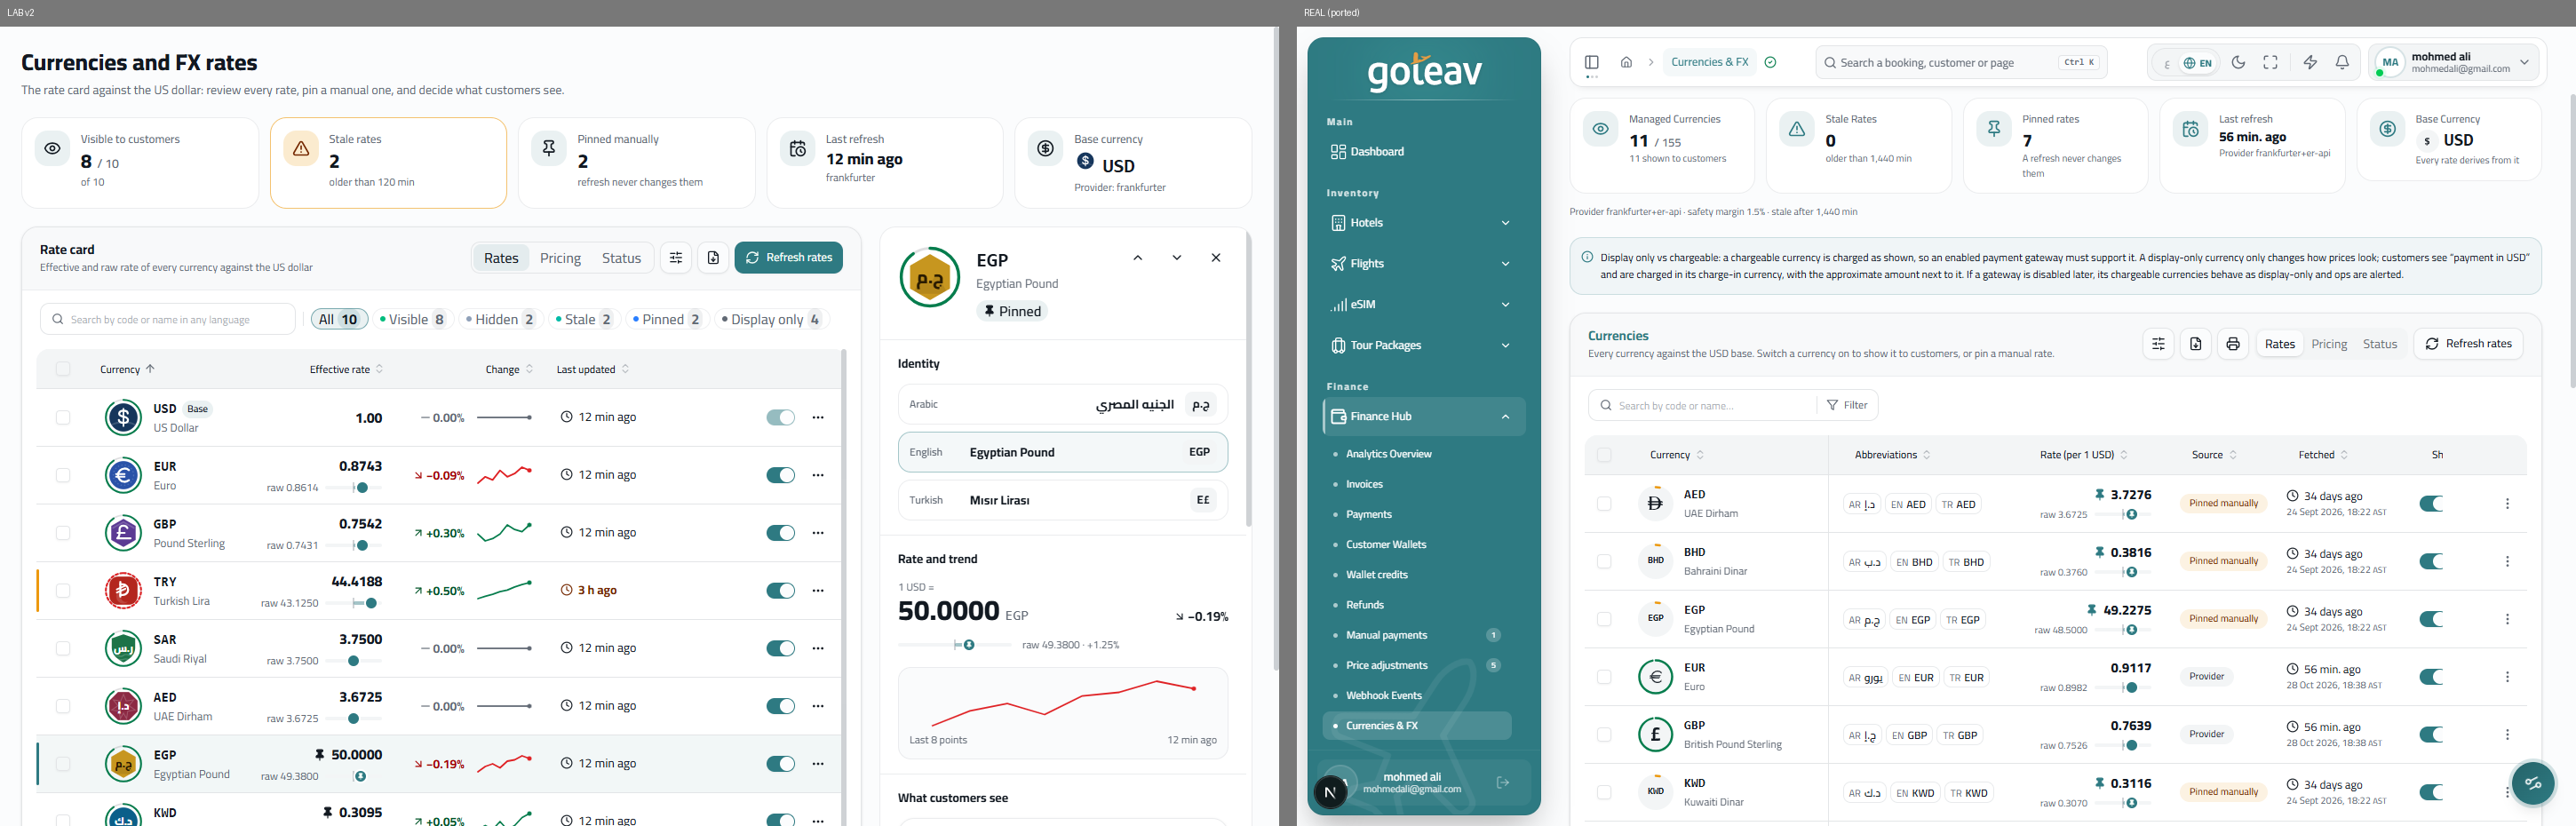 LAB v2
Currencies and FX rates
The rate card against the US dollar: review every rate, pin a manual one, and decide what customers see.
Visible to customers
8 / 10
of 10
Stale rates
2
older than 120 min
Pinned manually
2
refresh never changes them
Last refresh
12 min ago
frankfurter
Base currency
$ USD
Provider: frankfurter
Rate card
Effective and raw rate of every currency against the US dollar
Rates Pricing Status
Refresh rates
Search by code or name in any language
All 10 Visible 8 Hidden 2 Stale 2 Pinned 2 Display only 4
Currency Effective rate Change Last updated
$ USD Base 1.00 0.00% 12 min ago
US Dollar
€ EUR 0.8743 −0.09% 12 min ago
Euro raw 0.8614
£ GBP 0.7542 +0.30% 12 min ago
Pound Sterling raw 0.7431
₺ TRY 44.4188 +0.50% 3 h ago
Turkish Lira raw 43.1250
ر.س SAR 3.7500 0.00% 12 min ago
Saudi Riyal raw 3.7500
د.إ AED 3.6725 0.00% 12 min ago
UAE Dirham raw 3.6725
ج.م EGP 50.0000 −0.19% 12 min ago
Egyptian Pound raw 49.3800
د.ك KWD 0.3095 +0.05% 12 min ago
ج.م EGP
Egyptian Pound
Pinned
Identity
Arabic الجنيه المصري ج.م
English Egyptian Pound EGP
Turkish Mısır Lirası E£
Rate and trend
1 USD =
50.0000 EGP −0.19%
raw 49.3800 · +1.25%
Last 8 points 12 min ago
What customers see
REAL (ported)
goteav
Main
Dashboard
Inventory
Hotels
Flights
eSIM
Tour Packages
Finance
Finance Hub
Analytics Overview
Invoices
Payments
Customer Wallets
Wallet credits
Refunds
Manual payments 1
Price adjustments 5
Webhook Events
Currencies & FX
N
mohmed ali
mohmedali@gmail.com
Currencies & FX
Search a booking, customer or page Ctrl K
ع EN
MA mohmed ali
mohmedali@gmail.com
Managed Currencies
11 / 155
11 shown to customers
Stale Rates
0
older than 1,440 min
Pinned rates
7
A refresh never changes
them
Last refresh
56 min. ago
Provider frankfurter+er-api
Base Currency
$ USD
Every rate derives from it
Provider frankfurter+er-api · safety margin 1.5% · stale after 1,440 min
Display only vs chargeable: a chargeable currency is charged as shown, so an enabled payment gateway must support it. A display-only currency only changes how prices look; customers see "payment in USD"
and are charged in its charge-in currency, with the approximate amount next to it. If a gateway is disabled later, its chargeable currencies behave as display-only and ops are alerted.
Currencies
Every currency against the USD base. Switch a currency on to show it to customers, or pin a manual rate.
Rates Pricing Status
Refresh rates
Search by code or name...
Filter
Currency Abbreviations Rate (per 1 USD) Source Fetched Sh
AED AR د.إ EN AED TR AED 3.7276 Pinned manually 34 days ago
UAE Dirham raw 3.6725 24 Sept 2026, 18:22 AST
BHD BHD AR د.ب EN BHD TR BHD 0.3816 Pinned manually 34 days ago
Bahraini Dinar raw 0.3760 24 Sept 2026, 18:22 AST
EGP EGP AR ج.م EN EGP TR EGP 49.2275 Pinned manually 34 days ago
Egyptian Pound raw 48.5000 24 Sept 2026, 18:22 AST
€ EUR AR يورو EN EUR TR EUR 0.9117 Provider 56 min. ago
Euro raw 0.8982 28 Oct 2026, 18:38 AST
£ GBP AR ج.إ EN GBP TR GBP 0.7639 Provider 56 min. ago
British Pound Sterling raw 0.7526 28 Oct 2026, 18:38 AST
KWD KWD AR د.ك EN KWD TR KWD 0.3116 Pinned manually 34 days ago
Kuwaiti Dinar raw 0.3070 24 Sept 2026, 18:22 AST